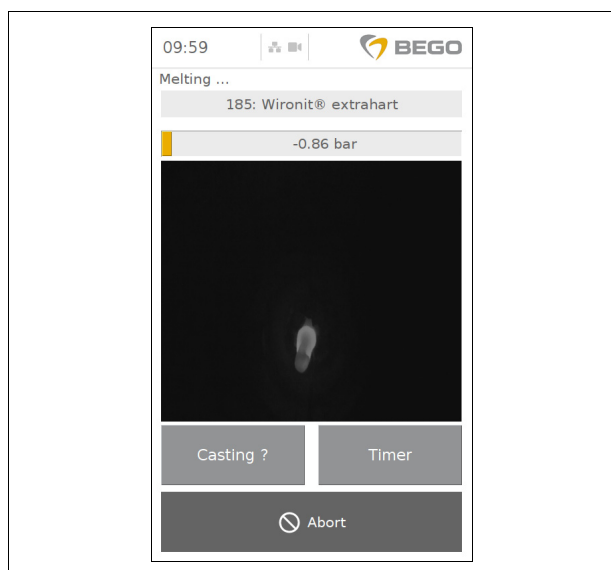 09:59
BEGO
Melting ...
185: Wironit® extrahart
-0.86 bar
Casting ?
Timer
Abort